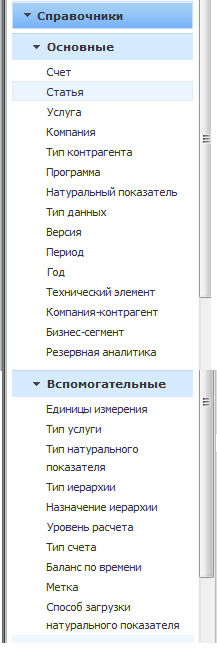 Справочники
Основные
Счет
Статья
Услуга
Компания
Тип контрагента
Программа
Натуральный показатель
Тип данных
Версия
Период
Год
Технический элемент
Компания-контрагент
Бизнес-сегмент
Резервная аналитика
Вспомогательные
Единицы измерения
Тип услуги
Тип натурального
показателя
Тип иерархии
Назначение иерархии
Уровень расчета
Тип счета
Баланс по времени
Метка
Способ загрузки
натурального показателя